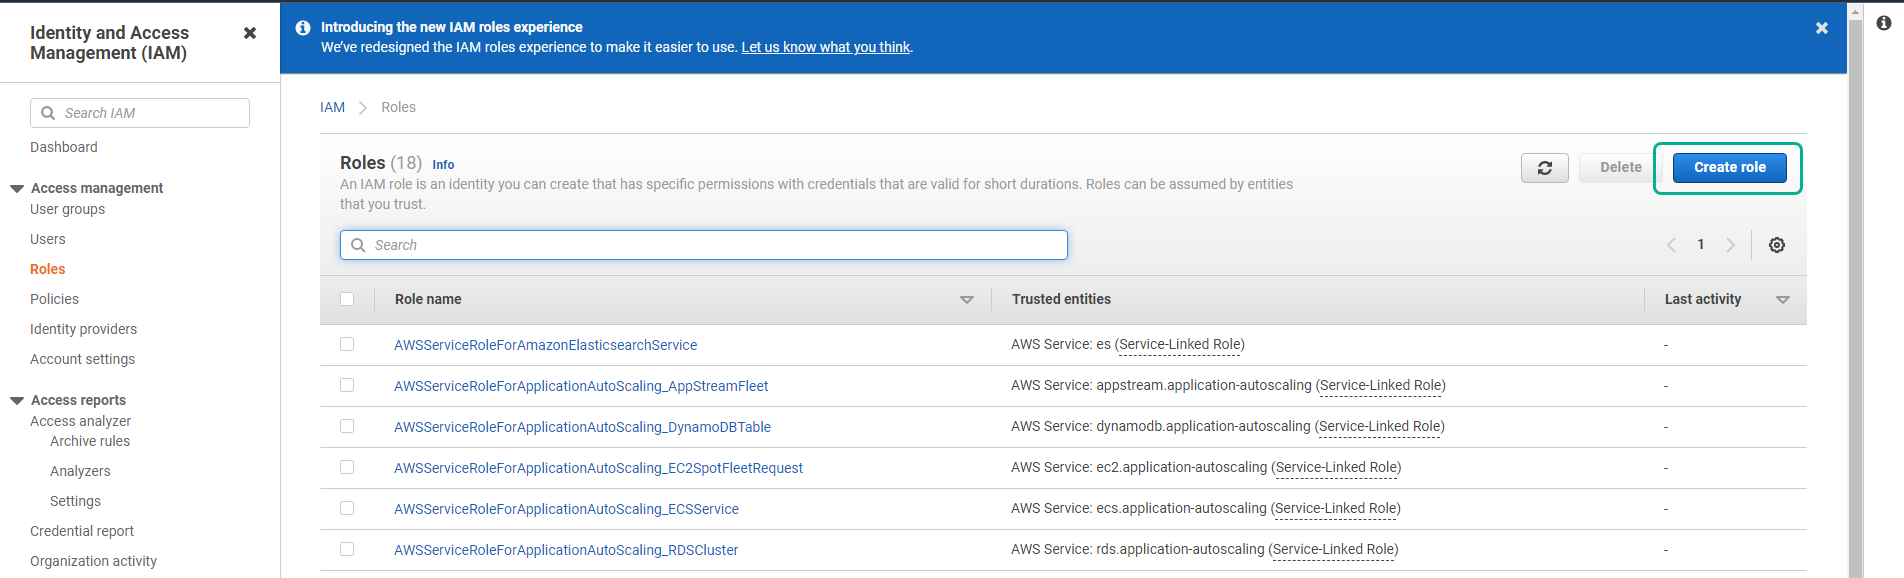 Identity and Access
Management (IAM)
Search IAM
Dashboard
Access management
User groups
Users
Roles
Policies
Identity providers
Account settings
Access reports
Access analyzer
Archive rules
Analyzers
Settings
Credential report
Organization activity
Introducing the new IAM roles experience
We've redesigned the IAM roles experience to make it easier to use. Let us know what you think.
IAM Roles
Roles (18) Info
An IAM role is an identity you can create that has specific permissions with credentials that are valid for short durations. Roles can be assumed by entities
that you trust.
Delete Create role
Search
1
Role name Trusted entities Last activity
AWSServiceRoleForAmazonElasticsearchService AWS Service: es (Service-Linked Role) -
AWSServiceRoleForApplicationAutoScaling_AppStreamFleet AWS Service: appstream.application-autoscaling (Service-Linked Role) -
AWSServiceRoleForApplicationAutoScaling_DynamoDBTable AWS Service: dynamodb.application-autoscaling (Service-Linked Role) -
AWSServiceRoleForApplicationAutoScaling_EC2SpotFleetRequest AWS Service: ec2.application-autoscaling (Service-Linked Role) -
AWSServiceRoleForApplicationAutoScaling_ECSService AWS Service: ecs.application-autoscaling (Service-Linked Role) -
AWSServiceRoleForApplicationAutoScaling_RDSCluster AWS Service: rds.application-autoscaling (Service-Linked Role) -